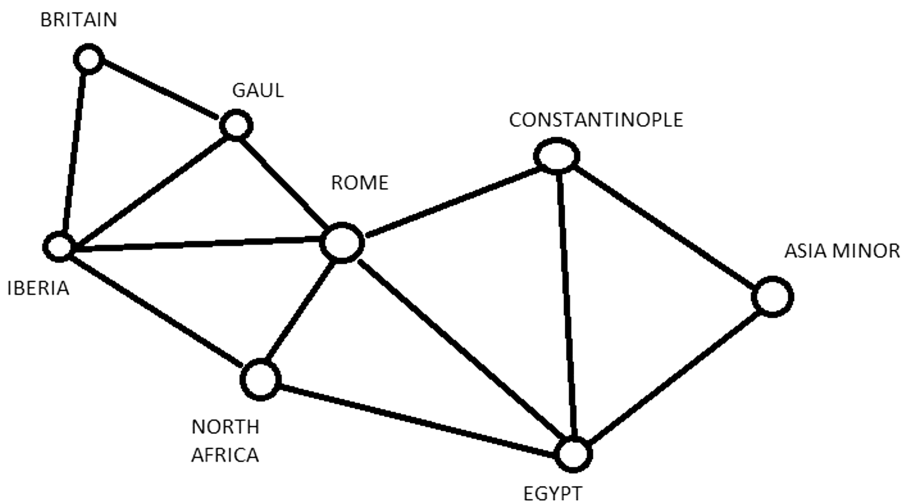 BRITAIN
GAUL
CONSTANTINOPLE
ROME
ASIA MINOR
IBERIA
NORTH
AFRICA
EGYPT